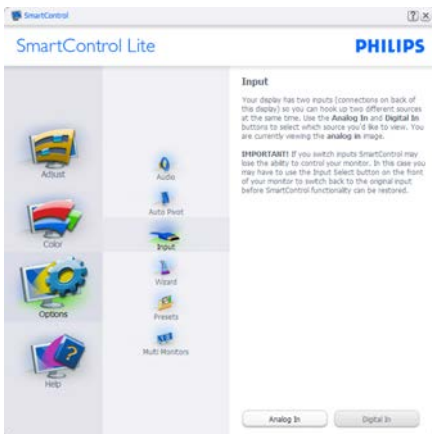 SmartControl
SmartControl Lite
PHILIPS
Adjust
Color
Options
Help
Audio
Auto Pivot
Input
Wizard
Presets
Multi Monitors
Input
Your display has two inputs (connections on back of
this display) so you can hook up two different sources
at the same time. Use the Analog In and Digital In
buttons to select which source you'd like to view. You
are currently viewing the analog in image.
IMPORTANT! If you switch inputs SmartControl may
lose the ability to control your monitor. In this case you
may have to use the Input Select button on the front
of your monitor to switch back to the original input
before SmartControl functionality can be restored.
Analog In
Digital In